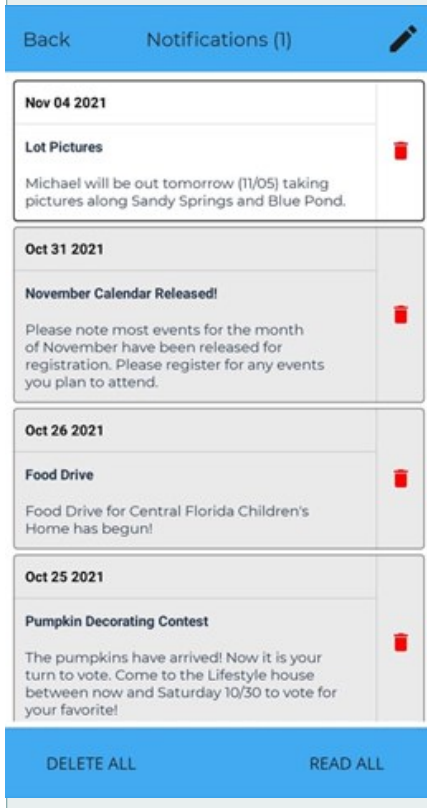 Back Notifications (1)
Nov 04 2021
Lot Pictures
Michael will be out tomorrow (11/05) taking
pictures along Sandy Springs and Blue Pond.
Oct 31 2021
November Calendar Released!
Please note most events for the month
of November have been released for
registration. Please register for any events
you plan to attend.
Oct 26 2021
Food Drive
Food Drive for Central Florida Children's
Home has begun!
Oct 25 2021
Pumpkin Decorating Contest
The pumpkins have arrived! Now it is your
turn to vote. Come to the Lifestyle house
between now and Saturday 10/30 to vote for
your favorite!
DELETE ALL READ ALL